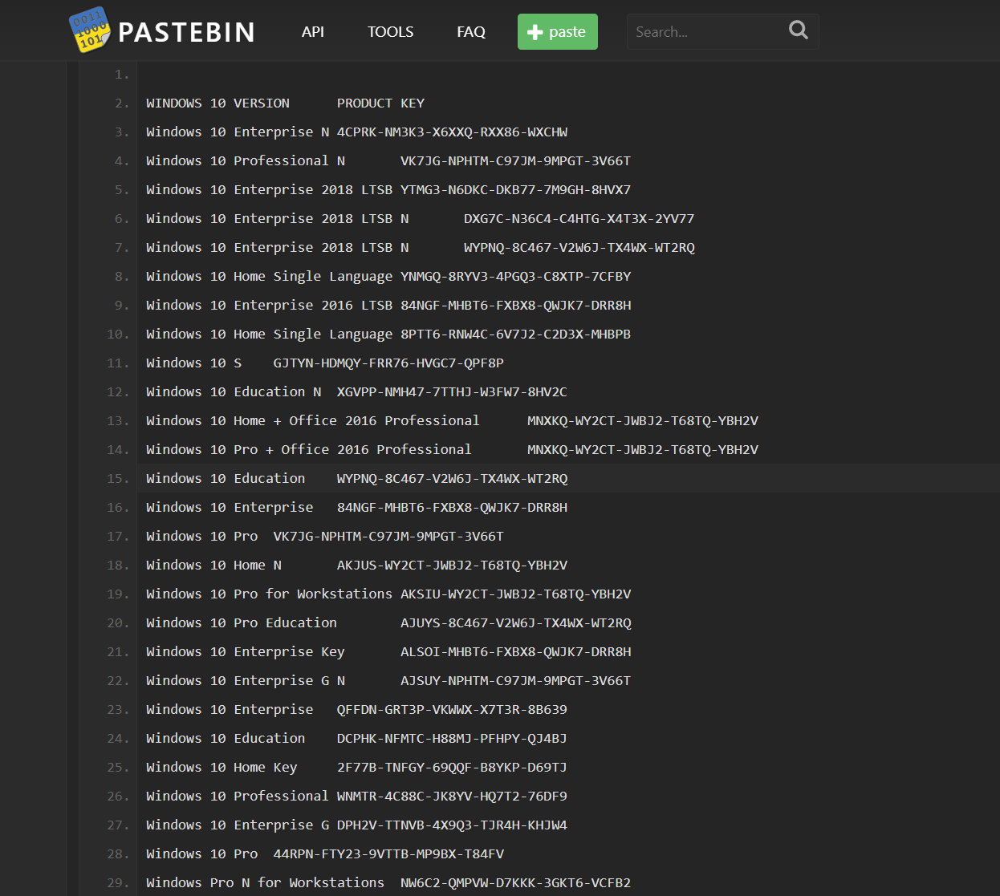 0011 1000 101 PASTEBIN API TOOLS FAQ + paste Search...
1.
2. WINDOWS 10 VERSION PRODUCT KEY
3. Windows 10 Enterprise N 4CPRK-NM3K3-X6XXQ-RXX86-WXCHW
4. Windows 10 Professional N VK7JG-NPHTM-C97JM-9MPGT-3V66T
5. Windows 10 Enterprise 2018 LTSB YTMG3-N6DKC-DKB77-7M9GH-8HVX7
6. Windows 10 Enterprise 2018 LTSB N DXG7C-N36C4-C4HTG-X4T3X-2YV77
7. Windows 10 Enterprise 2018 LTSB N WYPNQ-8C467-V2W6J-TX4WX-WT2RQ
8. Windows 10 Home Single Language YNMGQ-8RYV3-4PGQ3-C8XTP-7CFBY
9. Windows 10 Enterprise 2016 LTSB 84NGF-MHBT6-FXBX8-QWJK7-DRR8H
10. Windows 10 Home Single Language 8PTT6-RNW4C-6V7J2-C2D3X-MHBPB
11. Windows 10 S GJTYN-HDMQY-FRR76-HVGC7-QPF8P
12. Windows 10 Education N XGVPP-NMH47-7TTHJ-W3FW7-8HV2C
13. Windows 10 Home + Office 2016 Professional MNXKQ-WY2CT-JWBJ2-T68TQ-YBH2V
14. Windows 10 Pro + Office 2016 Professional MNXKQ-WY2CT-JWBJ2-T68TQ-YBH2V
15. Windows 10 Education WYPNQ-8C467-V2W6J-TX4WX-WT2RQ
16. Windows 10 Enterprise 84NGF-MHBT6-FXBX8-QWJK7-DRR8H
17. Windows 10 Pro VK7JG-NPHTM-C97JM-9MPGT-3V66T
18. Windows 10 Home N AKJUS-WY2CT-JWBJ2-T68TQ-YBH2V
19. Windows 10 Pro for Workstations AKSIU-WY2CT-JWBJ2-T68TQ-YBH2V
20. Windows 10 Pro Education AJUYS-8C467-V2W6J-TX4WX-WT2RQ
21. Windows 10 Enterprise Key ALSOI-MHBT6-FXBX8-QWJK7-DRR8H
22. Windows 10 Enterprise G N AJSUY-NPHTM-C97JM-9MPGT-3V66T
23. Windows 10 Enterprise QFFDN-GRT3P-VKWWX-X7T3R-8B639
24. Windows 10 Education DCPHK-NFMTC-H88MJ-PFHPY-QJ4BJ
25. Windows 10 Home Key 2F77B-TNFGY-69QQF-B8YKP-D69TJ
26. Windows 10 Professional WNMTR-4C88C-JK8YV-HQ7T2-76DF9
27. Windows 10 Enterprise G DPH2V-TTNVB-4X9Q3-TJR4H-KHJW4
28. Windows 10 Pro 44RPN-FTY23-9VTTB-MP9BX-T84FV
29. Windows Pro N for Workstations NW6C2-QMPVW-D7KKK-3GKT6-VCFB2